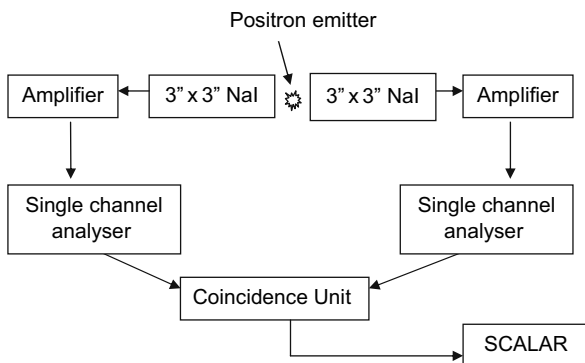 Positron emitter
Amplifier
3” x 3” NaI
3” x 3” NaI
Amplifier
Single channel
analyser
Single channel
analyser
Coincidence Unit
SCALAR